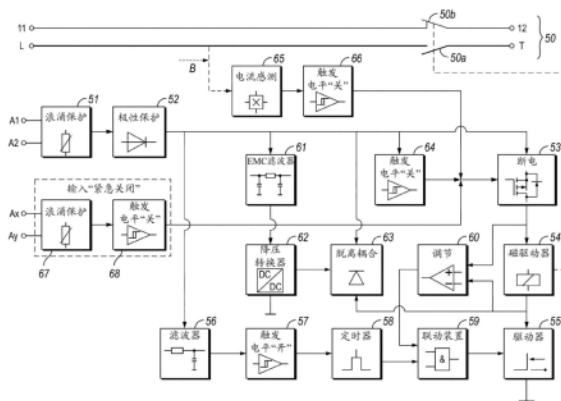 50b
11
12
50
L
T
50a
B
65
电流感测
66
触发
电平“关”
51
浪涌保护
52
极性保护
A1
A2
61
EMC滤波器
64
触发
电平“关”
53
断电
输入“紧急关闭”
Ax
Ay
浪涌保护
67
触发
电平“关”
68
降压
转换器
DC
DC
62
脱离耦合
63
调节
60
磁驱动器
54
滤波器
56
触发
电平“开”
57
定时器
58
联动装置
&
59
驱动器
55